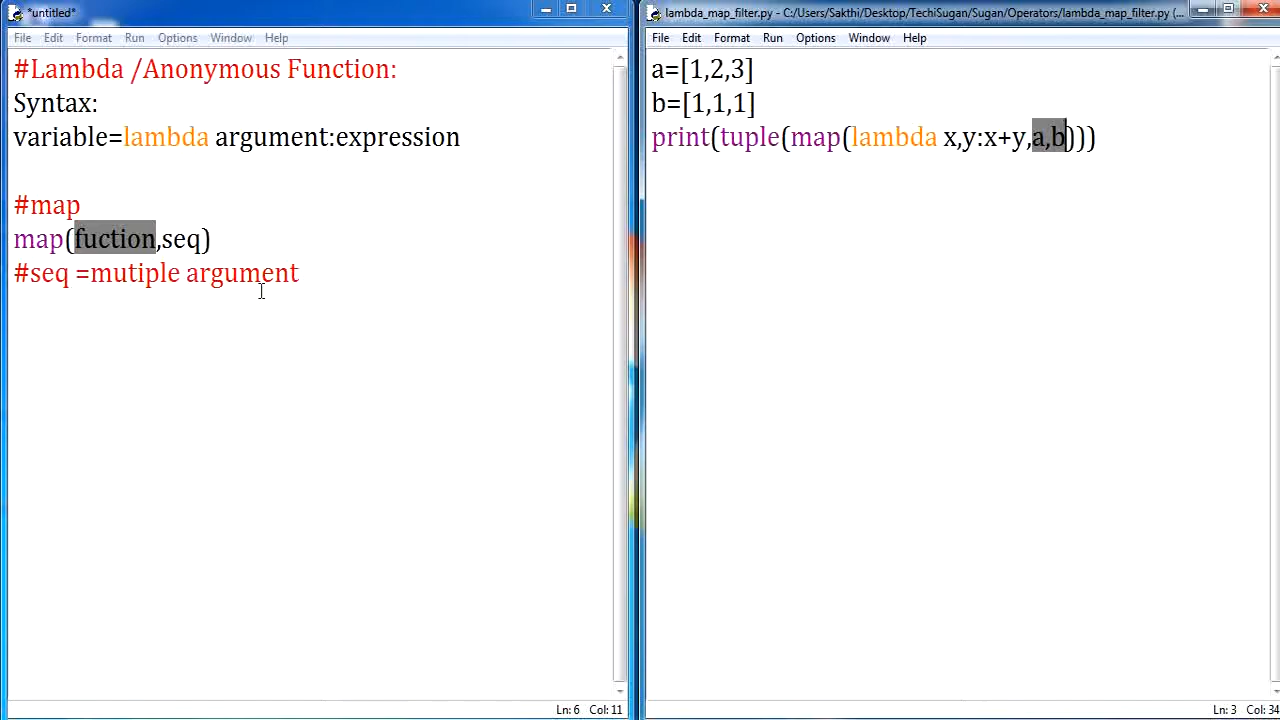 *untitled*
File Edit Format Run Options Window Help
#Lambda /Anonymous Function:
Syntax:
variable=lambda argument:expression
#map
map(fuction,seq)
#seq =mutiple argument
Ln: 6 Col: 11
lambda_map_filter.py - C:/Users/Sakthi/Desktop/TechiSugan/Sugan/Operators/lambda_map_filter.py (...
File Edit Format Run Options Window Help
a=[1,2,3]
b=[1,1,1]
print(tuple(map(lambda x,y:x+y,a,b)))
Ln: 3 Col: 34